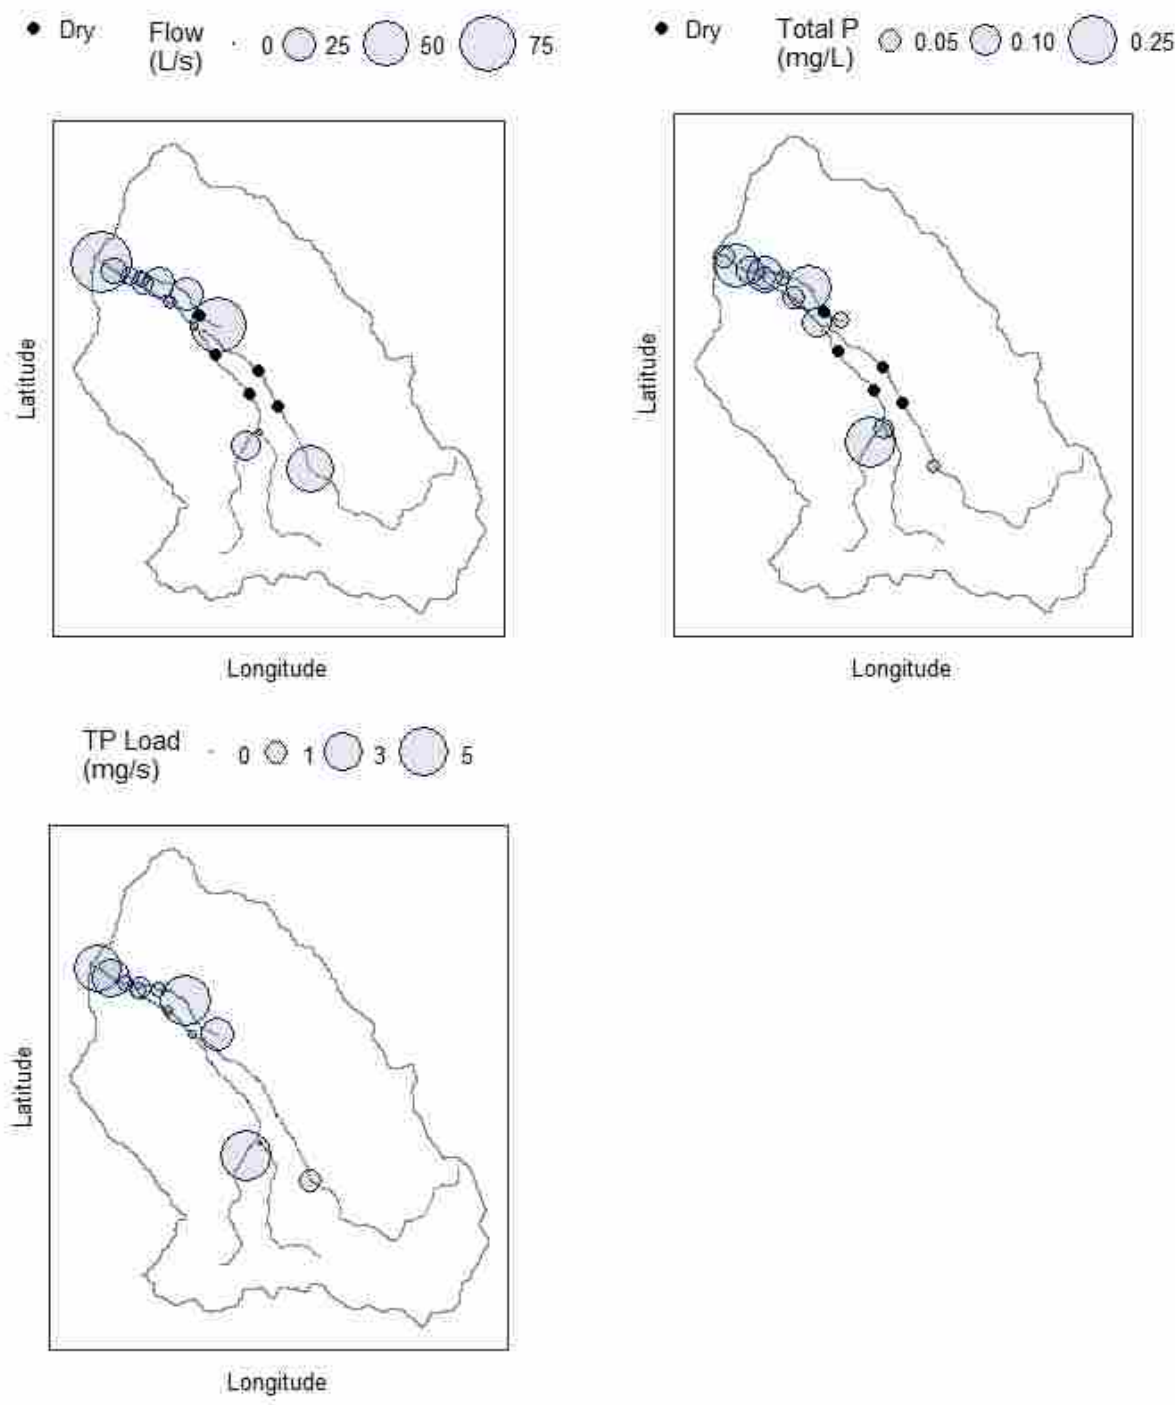 Dry Flow (L/s) 0 25 50 75
Latitude
Longitude
Dry Total P (mg/L) 0.05 0.10 0.25
Latitude
Longitude
TP Load (mg/s) 0 1 3 5
Latitude
Longitude